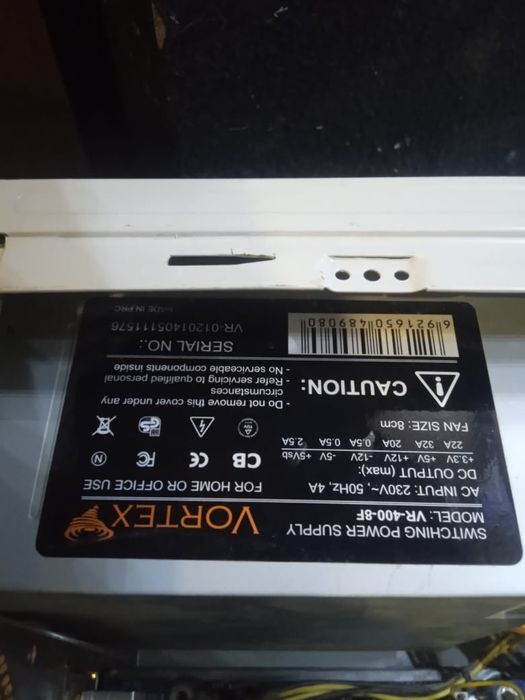 SWITCHING POWER SUPPLY
MODEL: VR-400-8F
VORTEX
AC INPUT: 230V~, 50Hz, 4A
FOR HOME OR OFFICE USE
DC OUTPUT (max):
+3.3V +5V +12V -12V -5V +5Vsb
22A 32A 20A 0.5A 0.5A 2.5A
FAN SIZE: 8cm
CB CE FC N
CAUTION:
- Do not remove this cover under any
circumstances
- Refer servicing to qualified personal
- No serviceable components inside
6921650489080
SERIAL NO.:
VR-01201405111576
MADE IN PRC